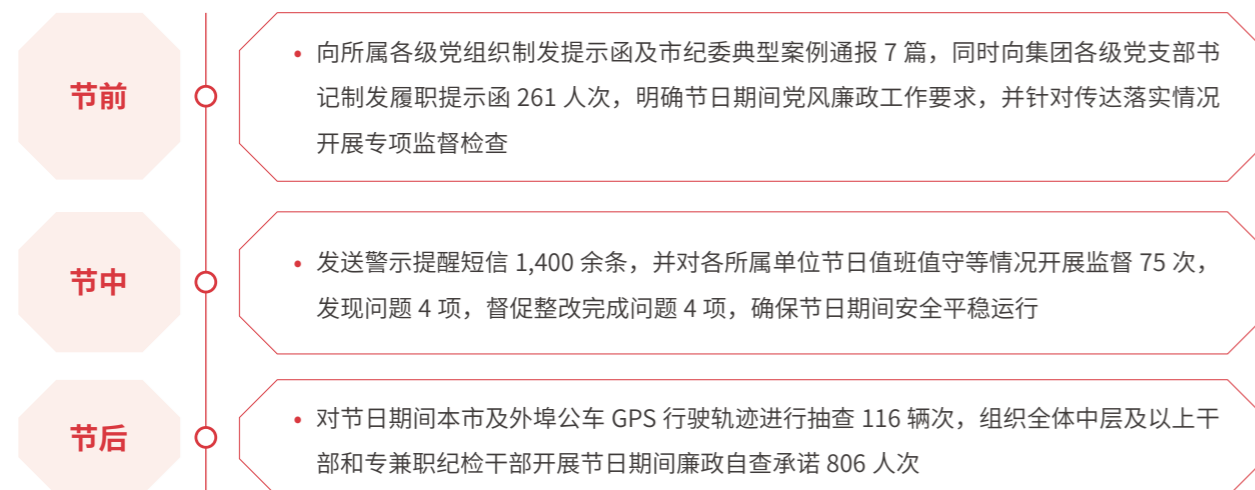 节前
• 向所属各级党组织制发提示函及市纪委典型案例通报 7 篇，同时向集团各级党支部书
记制发履职提示函 261 人次，明确节日期间党风廉政工作要求，并针对传达落实情况
开展专项监督检查
节中
• 发送警示提醒短信 1,400 余条，并对各所属单位节日值班值守等情况开展监督 75 次，
发现问题 4 项，督促整改完成问题 4 项，确保节日期间安全平稳运行
节后
• 对节日期间本市及外埠公车 GPS 行驶轨迹进行抽查 116 辆次，组织全体中层及以上干
部和专兼职纪检干部开展节日期间廉政自查承诺 806 人次